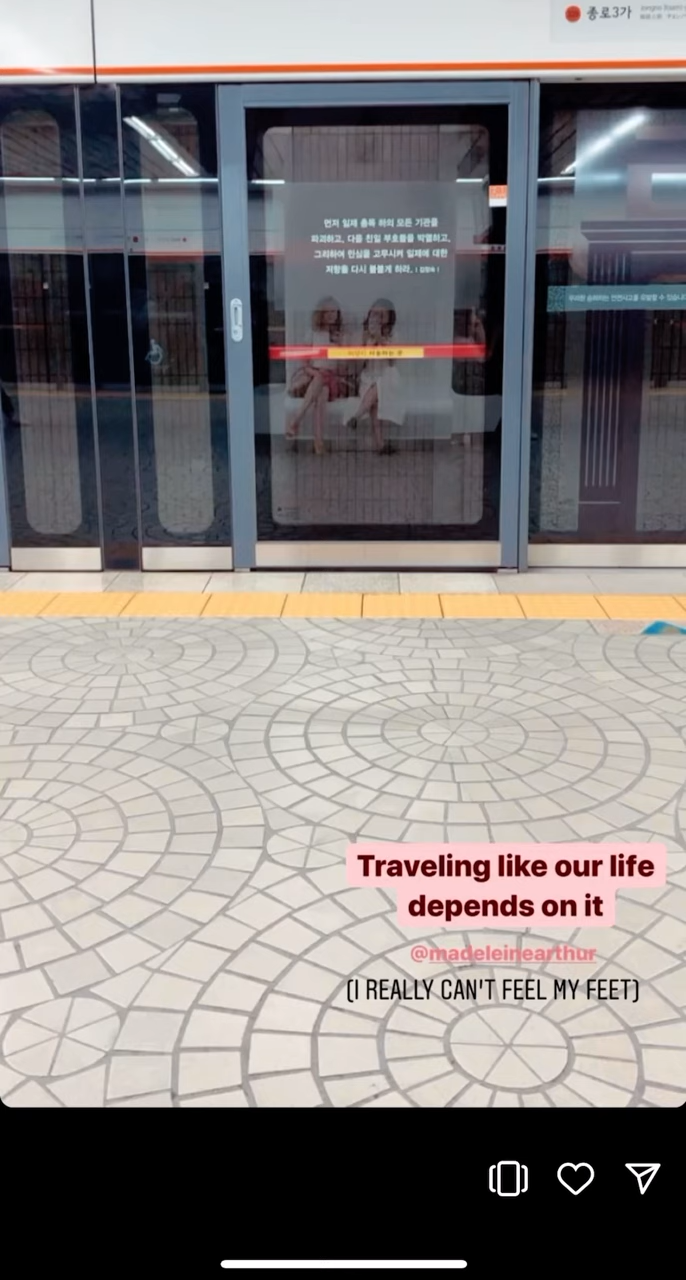 종로3가
먼저 일제 총독 하의 모든 기관을
파괴하고, 다음 친일 부호들을 박멸하고,
그리하여 민심을 고무시켜 일제에 대한
저항을 다시 불붙게 하라.
Traveling like our life
depends on it
@madeleinearthur
(I REALLY CAN'T FEEL MY FEET)